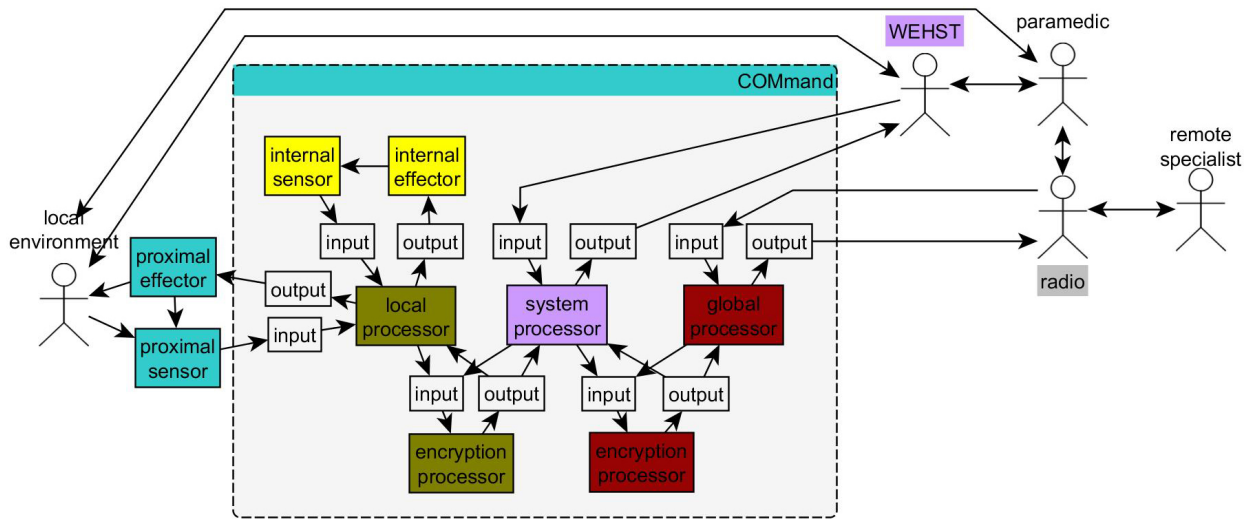 WEHST
paramedic
COMmand
remote
specialist
internal
sensor
internal
effector
local
environment
input
output
input
output
input
output
proximal
effector
output
local
processor
system
processor
global
processor
radio
input
proximal
sensor
input
output
input
output
encryption
processor
encryption
processor